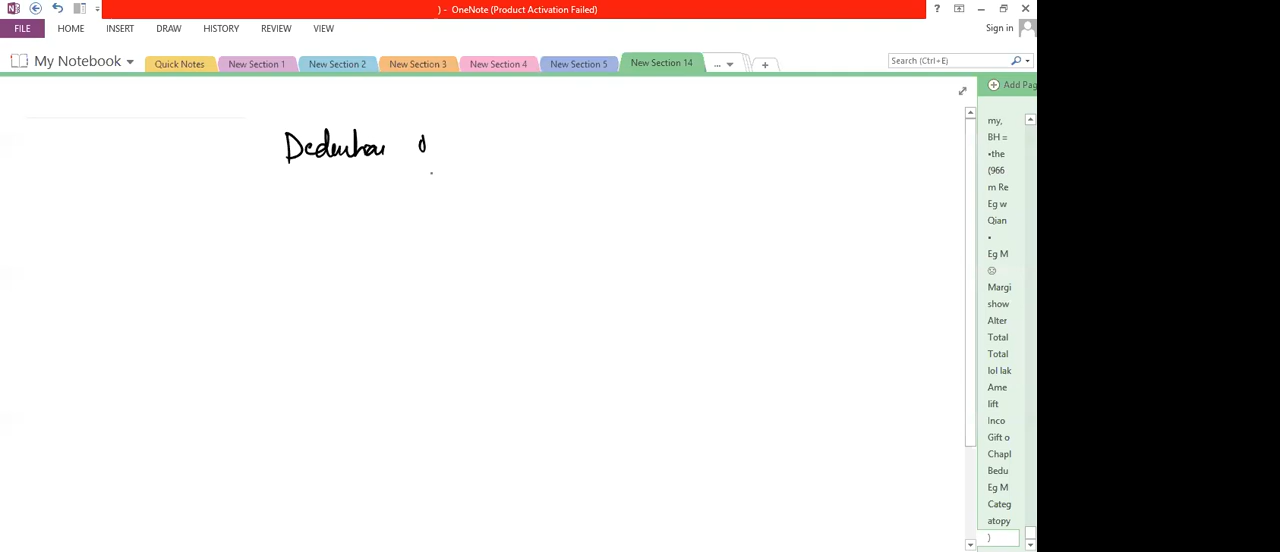 ) - OneNote (Product Activation Failed)
? 
Sign in
FILE HOME INSERT DRAW HISTORY REVIEW VIEW
My Notebook Quick Notes New Section 1 New Section 2 New Section 3 New Section 4 New Section 5 New Section 14 ... + Search (Ctrl+E)
Add Pag
my,
BH =
•the
(966
m Re
Eg w
Qian
•
Eg M
☹
Margi
show
Alter
Total
Total
lol lak
Ame
lift
Inco
Gift o
Chapl
Bedu
Eg M
Categ
atopy
)